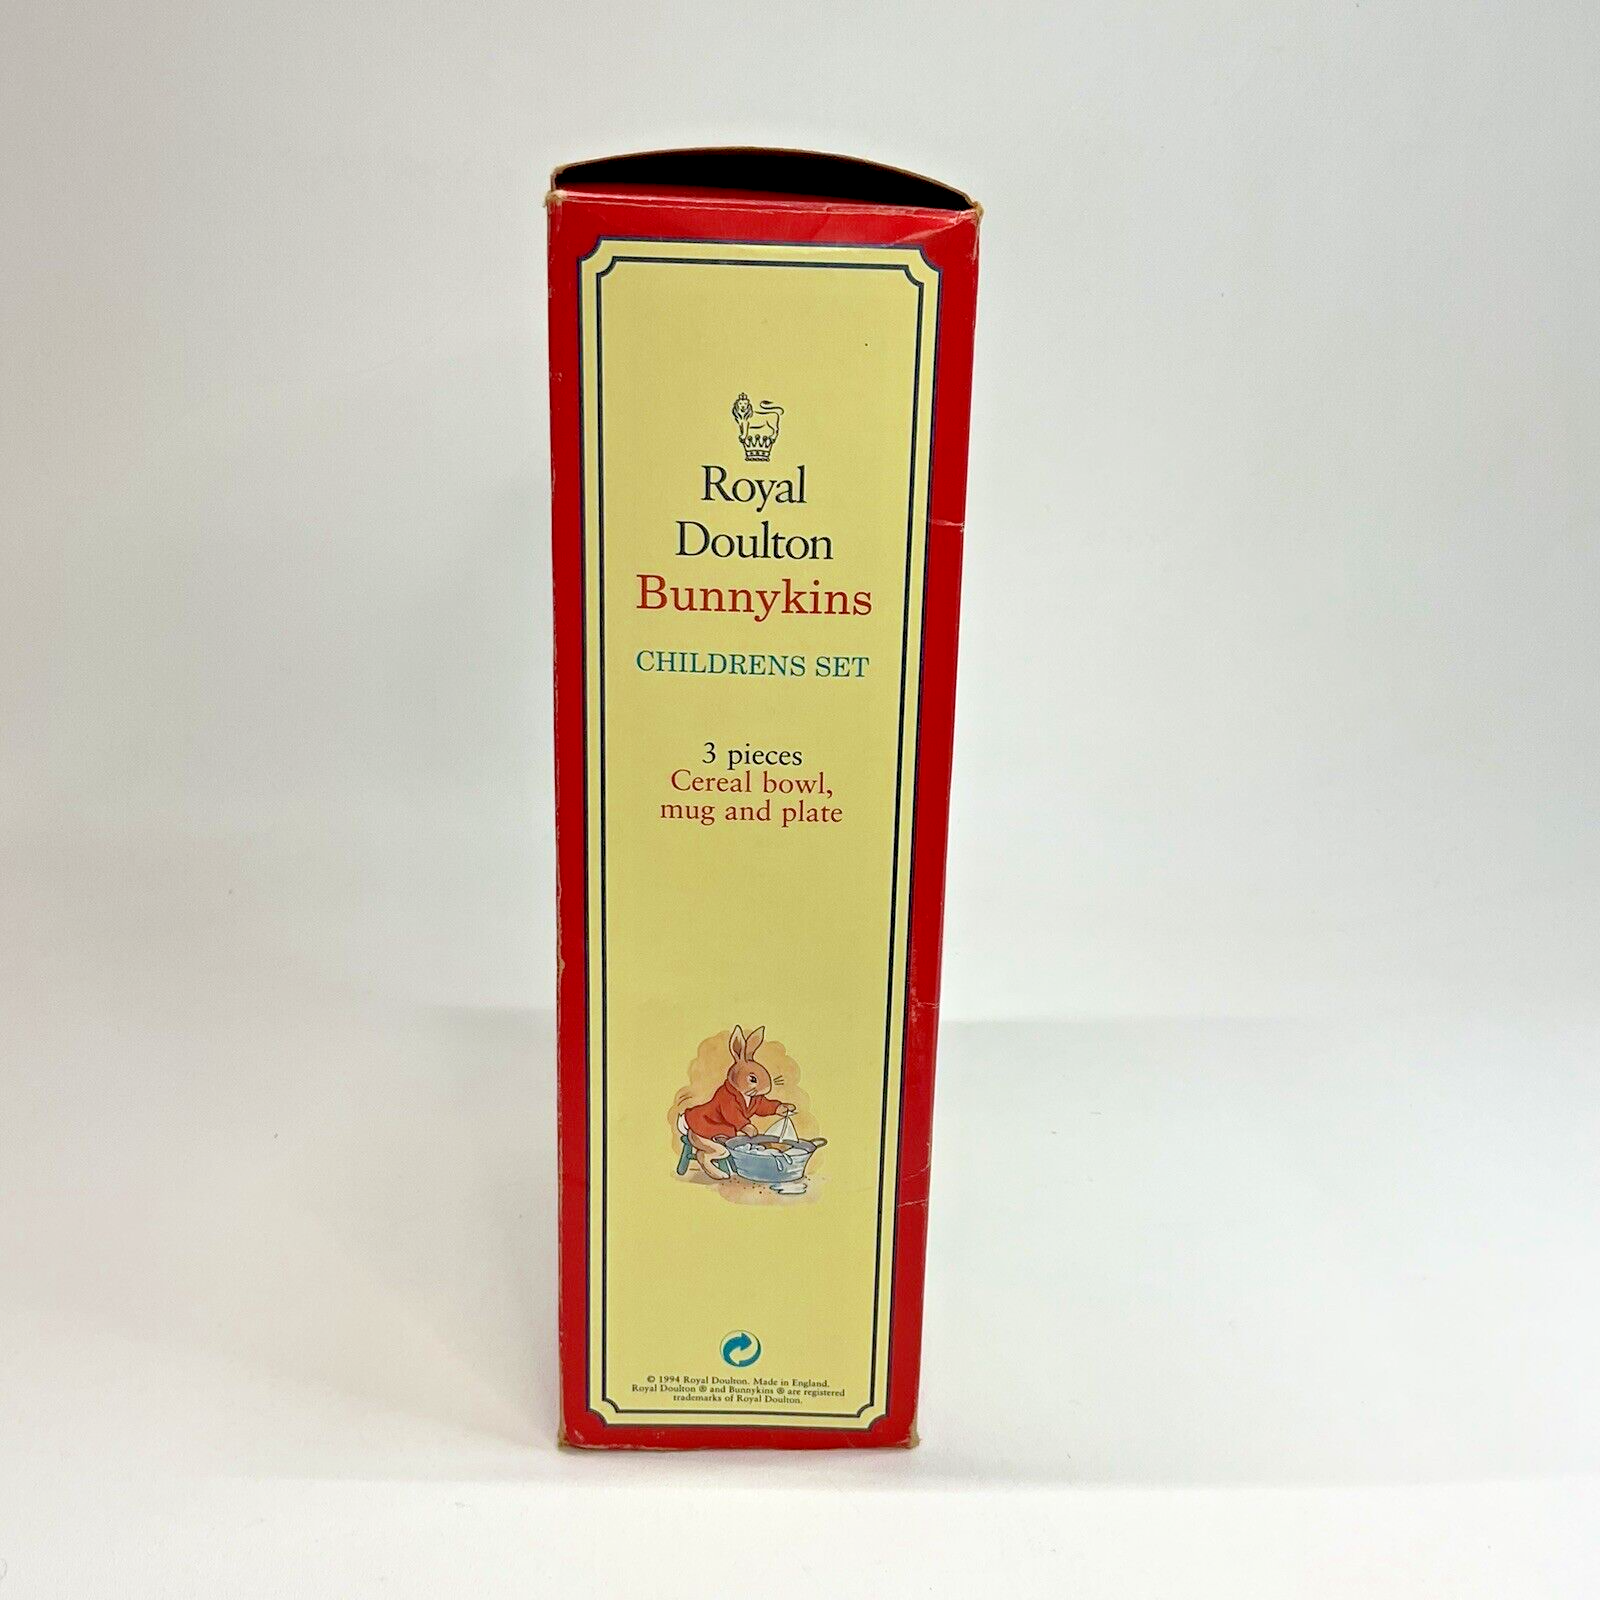 Royal
Doulton
Bunnykins
CHILDRENS SET
3 pieces
Cereal bowl,
mug and plate
© 1994 Royal Doulton. Made in England.
Royal Doulton ® and Bunnykins ® are registered
trademarks of Royal Doulton.